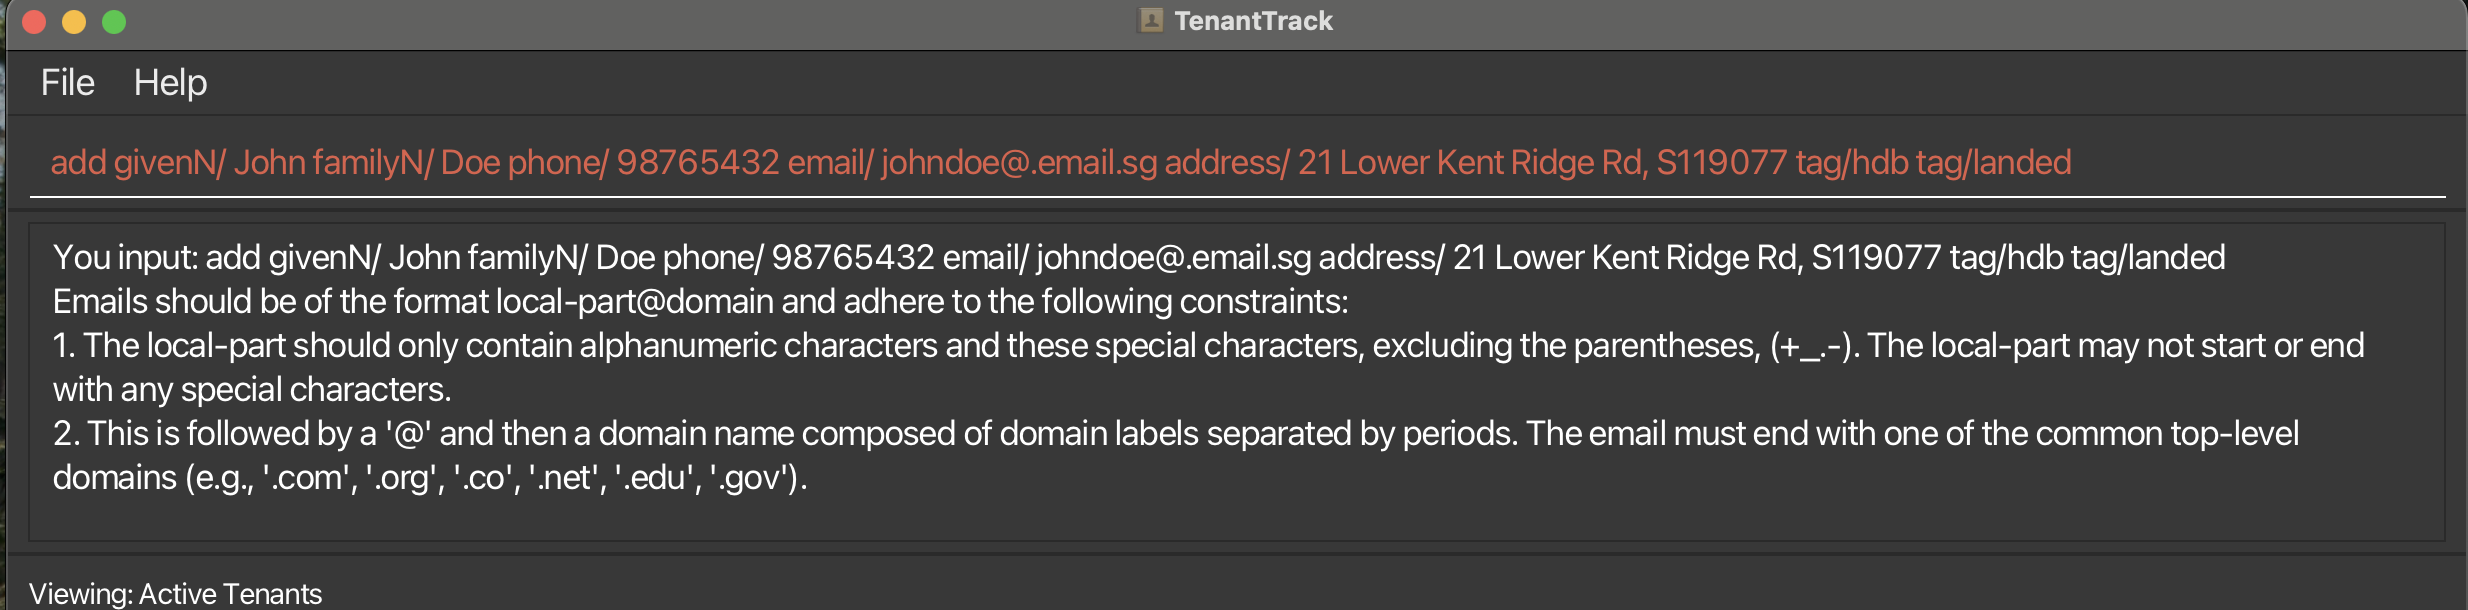 TenantTrack
File Help
add givenN/ John familyN/ Doe phone/ 98765432 email/ johndoe@.email.sg address/ 21 Lower Kent Ridge Rd, S119077 tag/hdb tag/landed
You input: add givenN/ John familyN/ Doe phone/ 98765432 email/ johndoe@.email.sg address/ 21 Lower Kent Ridge Rd, S119077 tag/hdb tag/landed
Emails should be of the format local-part@domain and adhere to the following constraints:
1. The local-part should only contain alphanumeric characters and these special characters, excluding the parentheses, (+_.-). The local-part may not start or end
with any special characters.
2. This is followed by a '@' and then a domain name composed of domain labels separated by periods. The email must end with one of the common top-level
domains (e.g., '.com', '.org', '.co', '.net', '.edu', '.gov').
Viewing: Active Tenants